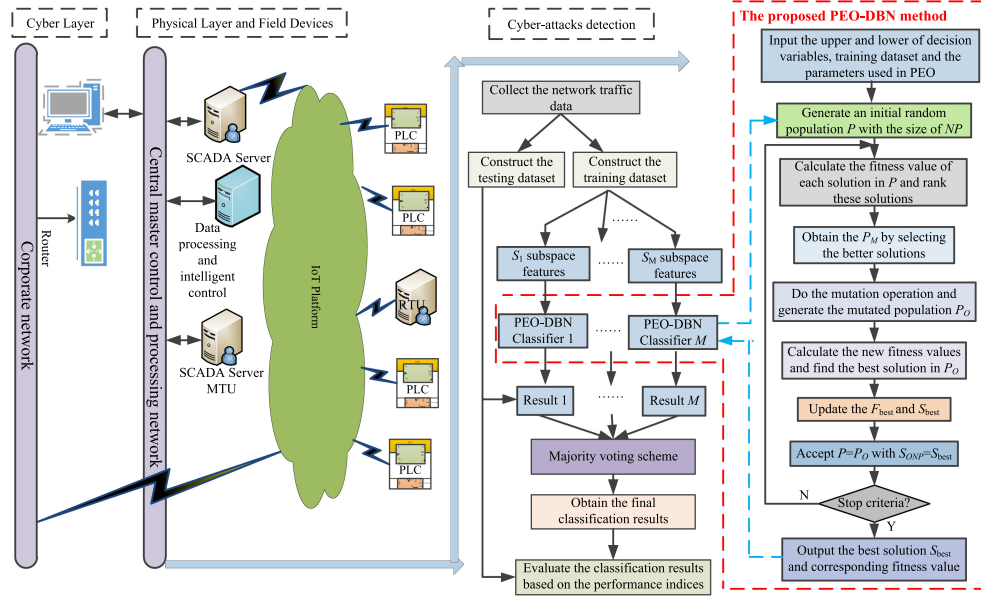 Cyber Layer
Physical Layer and Field Devices
Cyber-attacks detection
The proposed PEO-DBN method
Corporate network
Router
Central master control and processing network
SCADA Server
Data
processing and
intelligent
control
SCADA Server
MTU
IoT Platform
PLC
PLC
RTU
PLC
PLC
Collect the network traffic
data
Construct the
testing dataset
Construct the
training dataset
......
S1 subspace
features
......
SM subspace
features
PEO-DBN
Classifier 1
......
PEO-DBN
Classifier M
Result 1
......
Result M
Majority voting scheme
Obtain the final
classification results
Evaluate the classification results
based on the performance indices
Input the upper and lower of decision
variables, training dataset and the
parameters used in PEO
Generate an initial random
population P with the size of NP
Calculate the fitness value of
each solution in P and rank
these solutions
Obtain the PM by selecting
the better solutions
Do the mutation operation and
generate the mutated population PO
Calculate the new fitness values
and find the best solution in PO
Update the Fbest and Sbest
Accept P=PO with SONP=Sbest
N
Stop criteria?
Y
Output the best solution Sbest
and corresponding fitness value